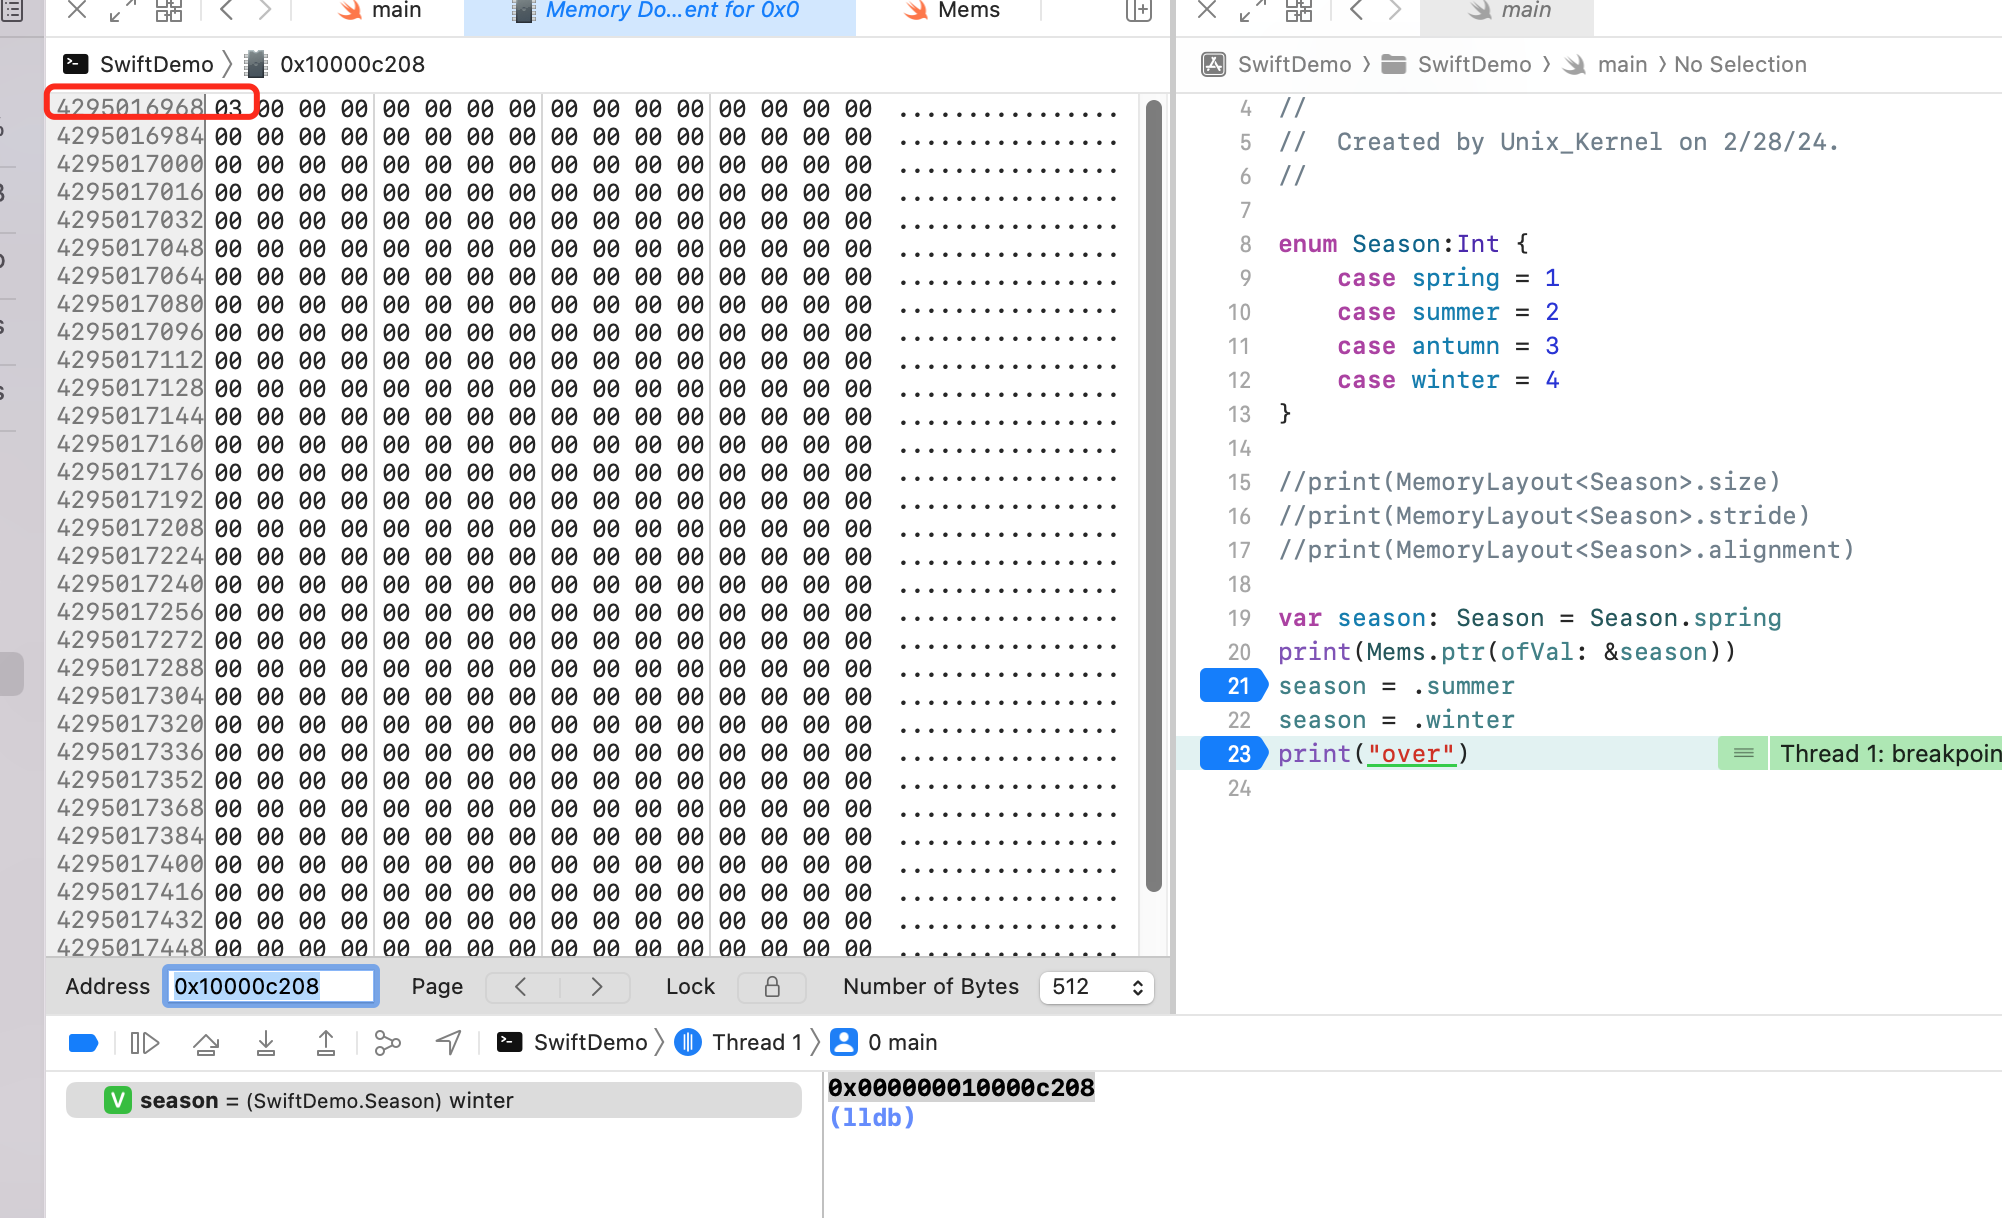 main
Memory Do...ent for 0x0
Mems
main
SwiftDemo 0x10000c208
SwiftDemo SwiftDemo main No Selection
4295016968 03 00 00 00 00 00 00 00 00 00 00 00 00 00 00 00 ................
4295016984 00 00 00 00 00 00 00 00 00 00 00 00 00 00 00 00 ................
4295017000 00 00 00 00 00 00 00 00 00 00 00 00 00 00 00 00 ................
4295017016 00 00 00 00 00 00 00 00 00 00 00 00 00 00 00 00 ................
4295017032 00 00 00 00 00 00 00 00 00 00 00 00 00 00 00 00 ................
4295017048 00 00 00 00 00 00 00 00 00 00 00 00 00 00 00 00 ................
4295017064 00 00 00 00 00 00 00 00 00 00 00 00 00 00 00 00 ................
4295017080 00 00 00 00 00 00 00 00 00 00 00 00 00 00 00 00 ................
4295017096 00 00 00 00 00 00 00 00 00 00 00 00 00 00 00 00 ................
4295017112 00 00 00 00 00 00 00 00 00 00 00 00 00 00 00 00 ................
4295017128 00 00 00 00 00 00 00 00 00 00 00 00 00 00 00 00 ................
4295017144 00 00 00 00 00 00 00 00 00 00 00 00 00 00 00 00 ................
4295017160 00 00 00 00 00 00 00 00 00 00 00 00 00 00 00 00 ................
4295017176 00 00 00 00 00 00 00 00 00 00 00 00 00 00 00 00 ................
4295017192 00 00 00 00 00 00 00 00 00 00 00 00 00 00 00 00 ................
4295017208 00 00 00 00 00 00 00 00 00 00 00 00 00 00 00 00 ................
4295017224 00 00 00 00 00 00 00 00 00 00 00 00 00 00 00 00 ................
4295017240 00 00 00 00 00 00 00 00 00 00 00 00 00 00 00 00 ................
4295017256 00 00 00 00 00 00 00 00 00 00 00 00 00 00 00 00 ................
4295017272 00 00 00 00 00 00 00 00 00 00 00 00 00 00 00 00 ................
4295017288 00 00 00 00 00 00 00 00 00 00 00 00 00 00 00 00 ................
4295017304 00 00 00 00 00 00 00 00 00 00 00 00 00 00 00 00 ................
4295017320 00 00 00 00 00 00 00 00 00 00 00 00 00 00 00 00 ................
4295017336 00 00 00 00 00 00 00 00 00 00 00 00 00 00 00 00 ................
4295017352 00 00 00 00 00 00 00 00 00 00 00 00 00 00 00 00 ................
4295017368 00 00 00 00 00 00 00 00 00 00 00 00 00 00 00 00 ................
4295017384 00 00 00 00 00 00 00 00 00 00 00 00 00 00 00 00 ................
4295017400 00 00 00 00 00 00 00 00 00 00 00 00 00 00 00 00 ................
4295017416 00 00 00 00 00 00 00 00 00 00 00 00 00 00 00 00 ................
4295017432 00 00 00 00 00 00 00 00 00 00 00 00 00 00 00 00 ................
4295017448 00 00 00 00 00 00 00 00 00 00 00 00 00 00 00 00 ................
Address 0x10000c208 Page Lock Number of Bytes 512
4 //
5 //  Created by Unix_Kernel on 2/28/24.
6 //
7
8 enum Season:Int {
9     case spring = 1
10     case summer = 2
11     case antumn = 3
12     case winter = 4
13 }
14
15 //print(MemoryLayout<Season>.size)
16 //print(MemoryLayout<Season>.stride)
17 //print(MemoryLayout<Season>.alignment)
18
19 var season: Season = Season.spring
20 print(Mems.ptr(ofVal: &season))
21 season = .summer
22 season = .winter
23 print("over") Thread 1: breakpoin
24
SwiftDemo Thread 1 0 main
V season = (SwiftDemo.Season) winter
0x000000010000c208
(lldb)